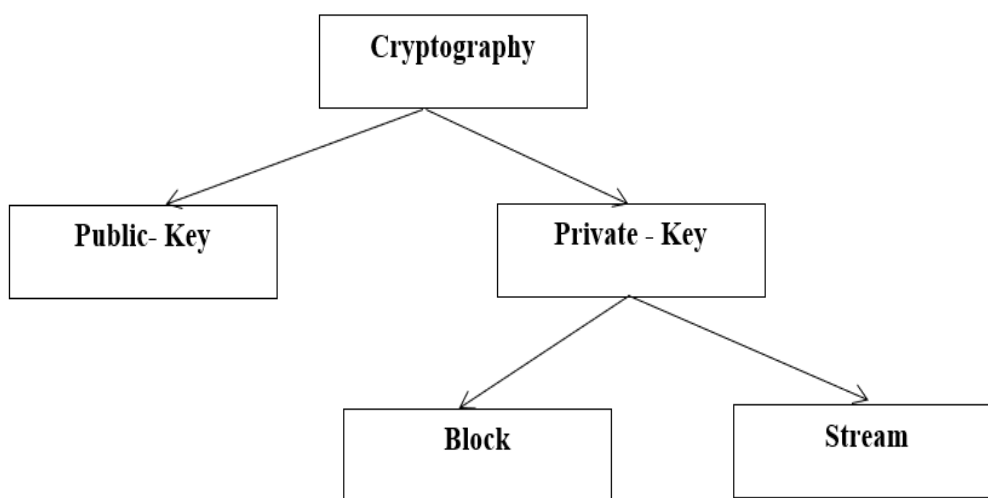 Cryptography
Public- Key
Private - Key
Block
Stream